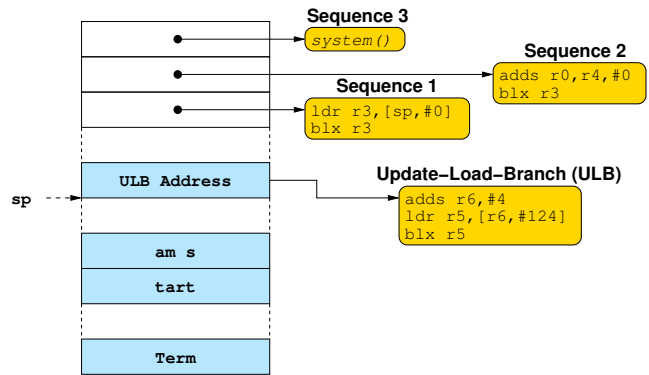 Sequence 3
system()
Sequence 2
adds r0,r4,#0
blx r3
Sequence 1
ldr r3,[sp,#0]
blx r3
Update-Load-Branch (ULB)
ULB Address
sp
adds r6,#4
ldr r5,[r6,#124]
blx r5
am s
tart
Term